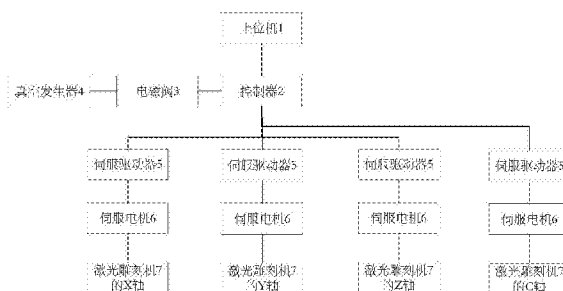 上位机1
真空发生器4 电磁阀3 控制器2
伺服驱动器5 伺服驱动器5 伺服驱动器5 伺服驱动器5
伺服电机6 伺服电机6 伺服电机6 伺服电机6
激光雕刻机7 激光雕刻机7 激光雕刻机7 激光雕刻机7
的X轴 的Y轴 的Z轴 的C轴